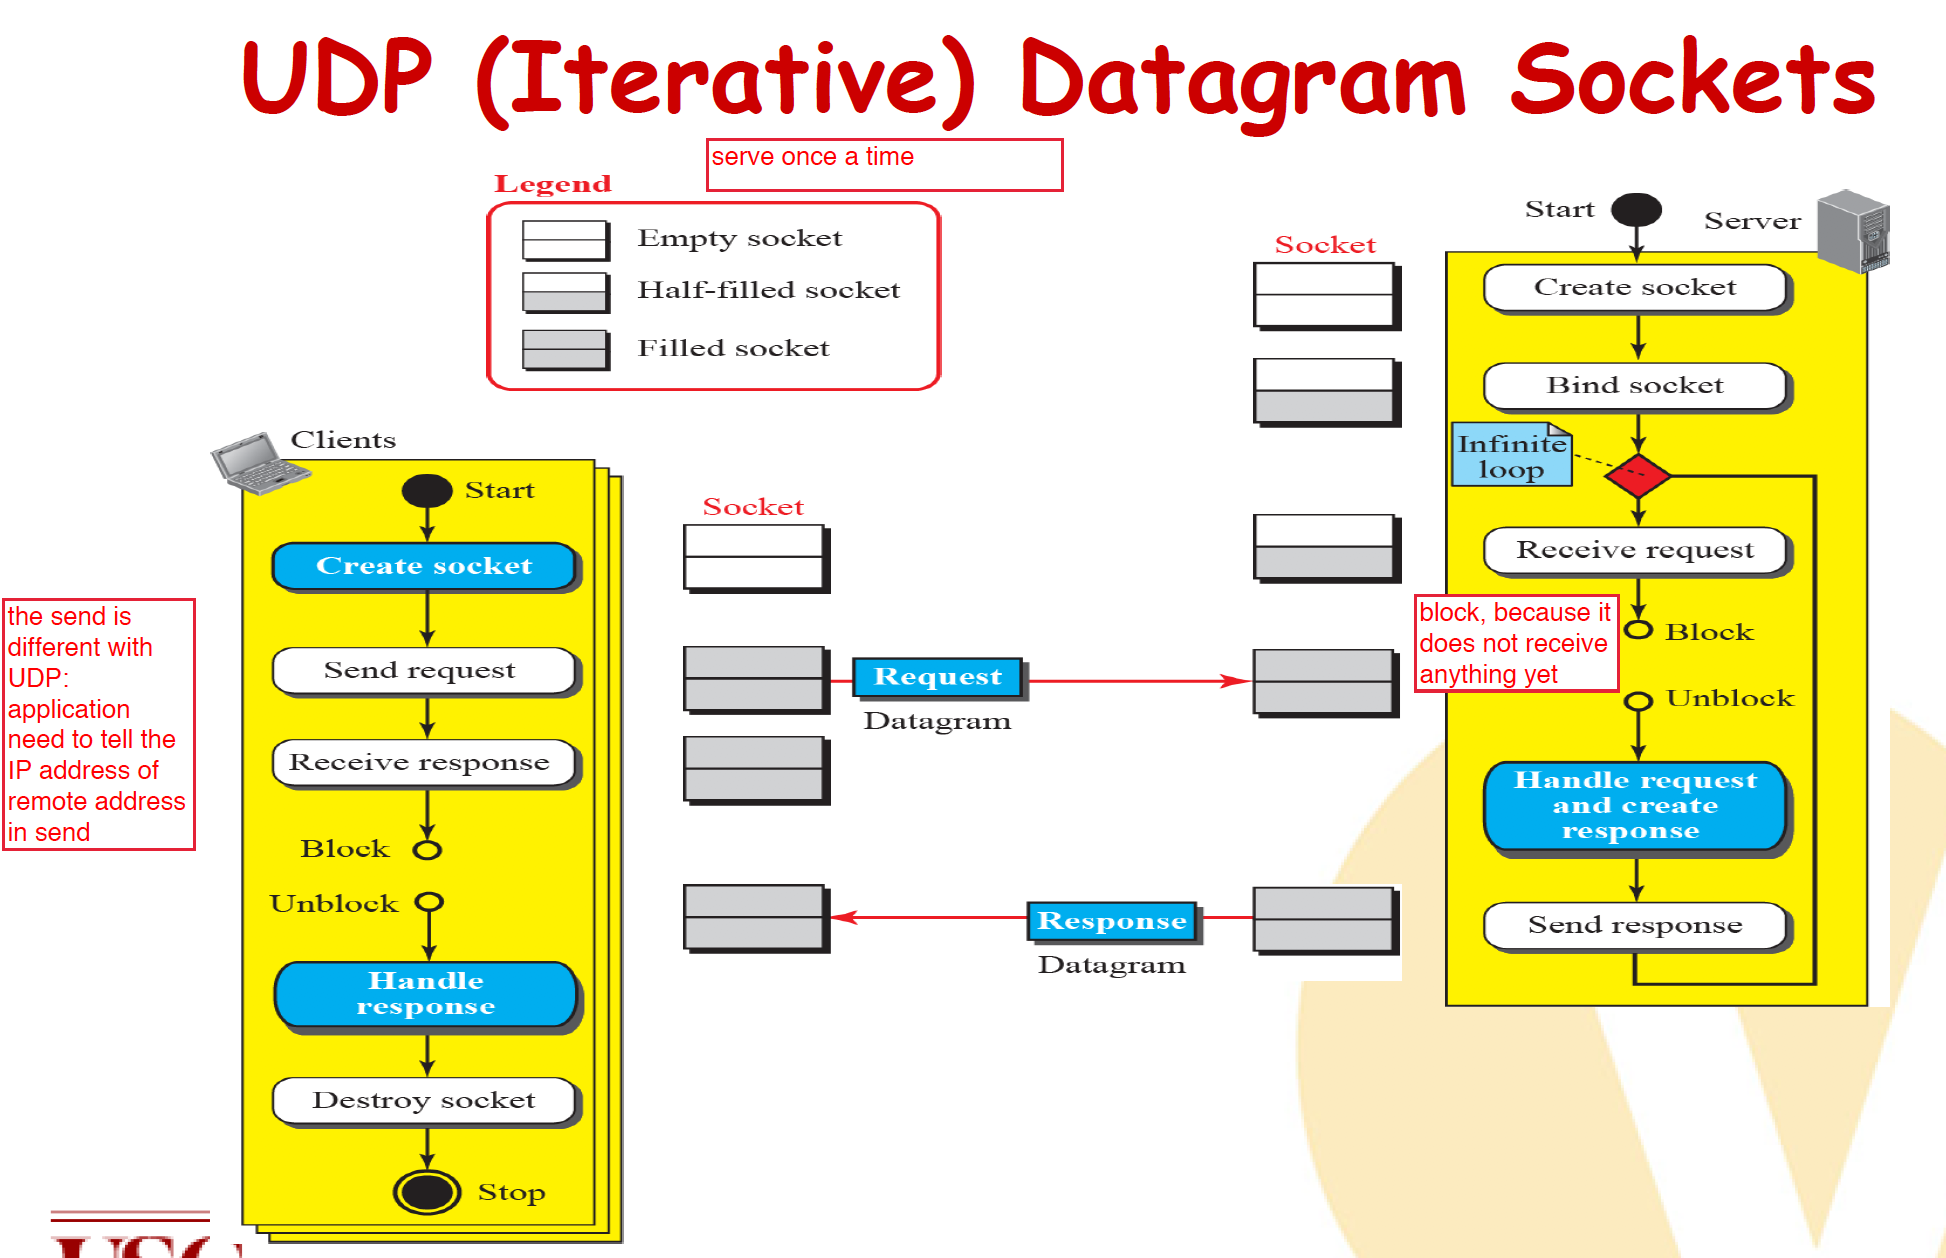 UDP (Iterative) Datagram Sockets
serve once a time
Legend
Empty socket
Half-filled socket
Filled socket
Start
Server
Socket
Create socket
Bind socket
Infinite
loop
Receive request
block, because it
does not receive
anything yet
Block
Unblock
Handle request
and create
response
Send response
Clients
Start
Socket
Create socket
the send is
different with
UDP:
application
need to tell the
IP address of
remote address
in send
Send request
Request
Datagram
Receive response
Block
Unblock
Response
Datagram
Handle
response
Destroy socket
Stop
USC